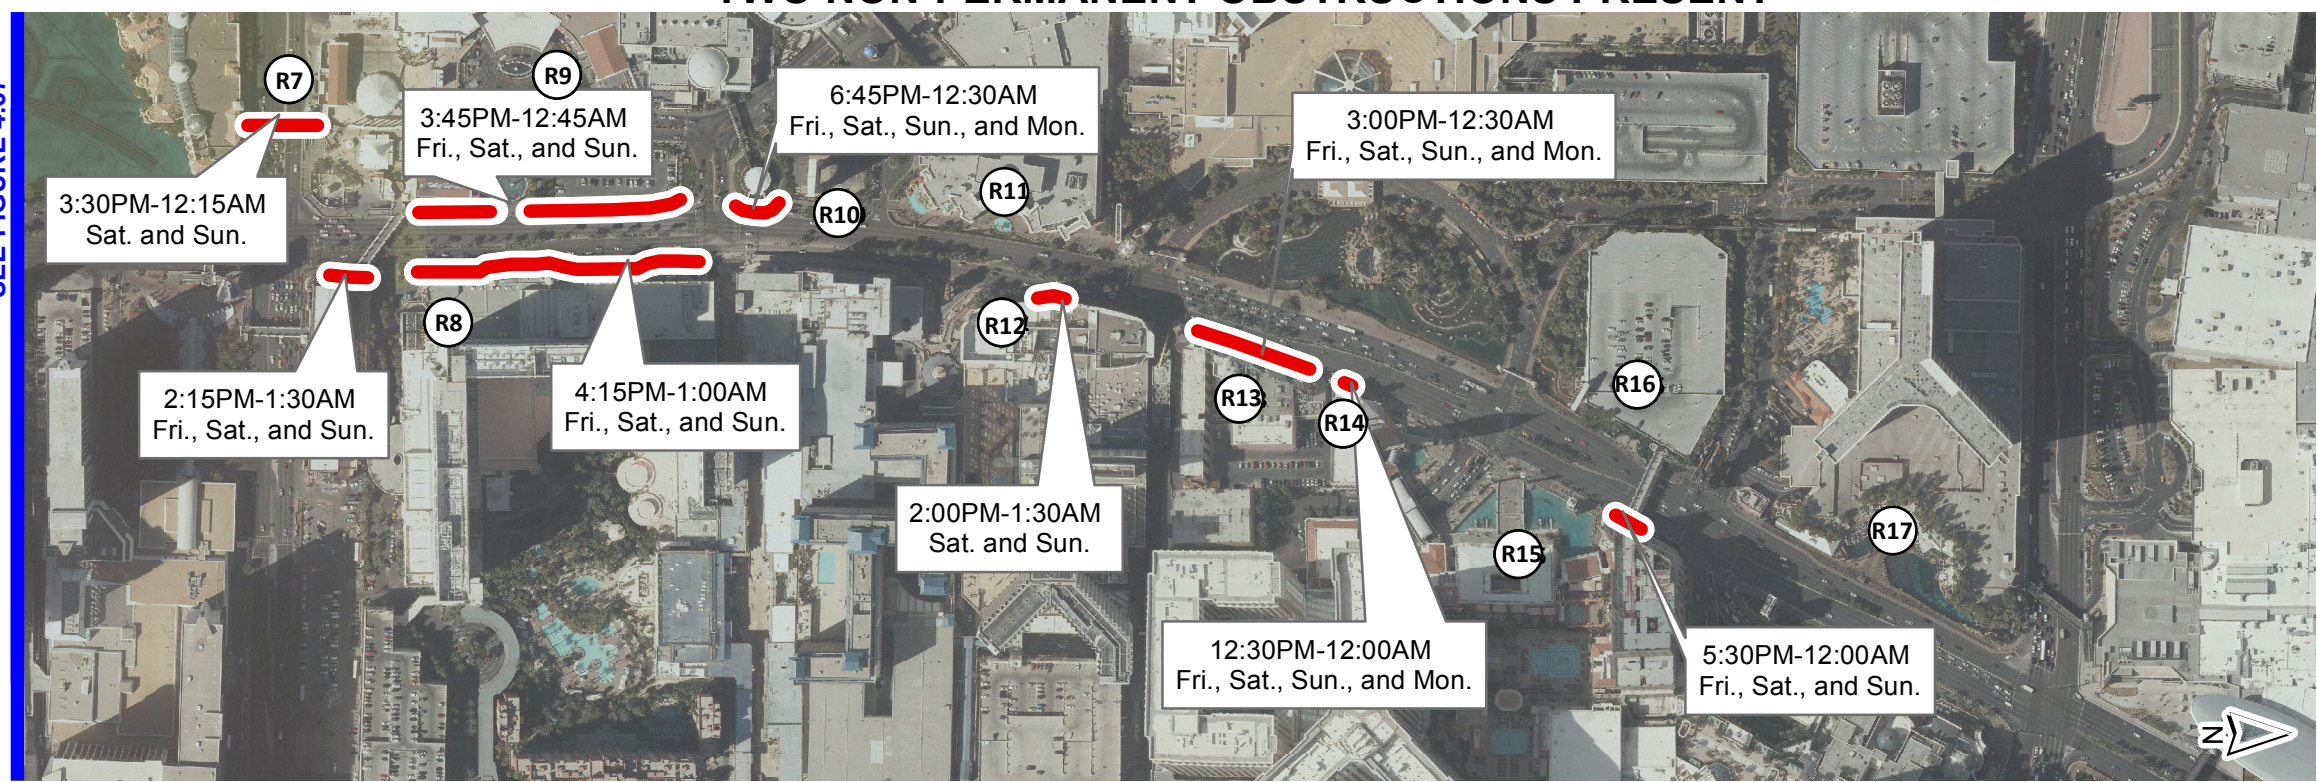 R7
R9
3:45PM-12:45AM
Fri., Sat., and Sun.
6:45PM-12:30AM
Fri., Sat., Sun., and Mon.
3:00PM-12:30AM
Fri., Sat., Sun., and Mon.
3:30PM-12:15AM
Sat. and Sun.
R10
R11
R8
R12
2:15PM-1:30AM
Fri., Sat., and Sun.
4:15PM-1:00AM
Fri., Sat., and Sun.
R13
R14
R16
2:00PM-1:30AM
Sat. and Sun.
R15
R17
12:30PM-12:00AM
Fri., Sat., Sun., and Mon.
5:30PM-12:00AM
Fri., Sat., and Sun.
N